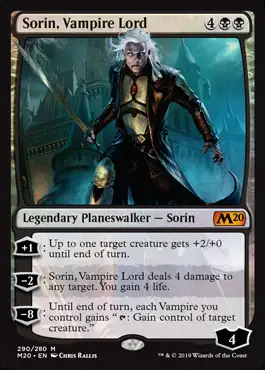 Sorin, Vampire Lord 4
Legendary Planeswalker — Sorin M20
+1 : Up to one target creature gets +2/+0
until end of turn.
-2 : Sorin, Vampire Lord deals 4 damage to
any target. You gain 4 life.
-8 : Until end of turn, each Vampire you
control gains “ : Gain control of target
creature.”
4
290/280 M
M20 • EN CHRIS RALLIS ™ & © 2019 Wizards of the Coast